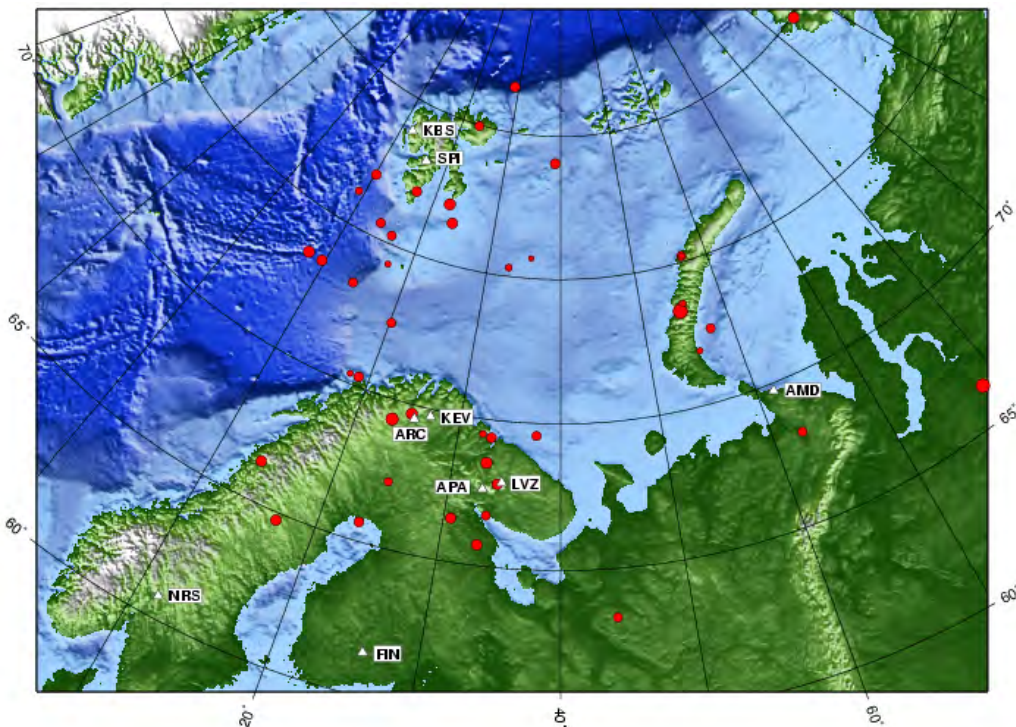 70°
KBS
SPI
70°
65°
AMD
KEV
ARC
65°
APA
LVZ
60°
NRS
FIN
60°
20°
40°
60°